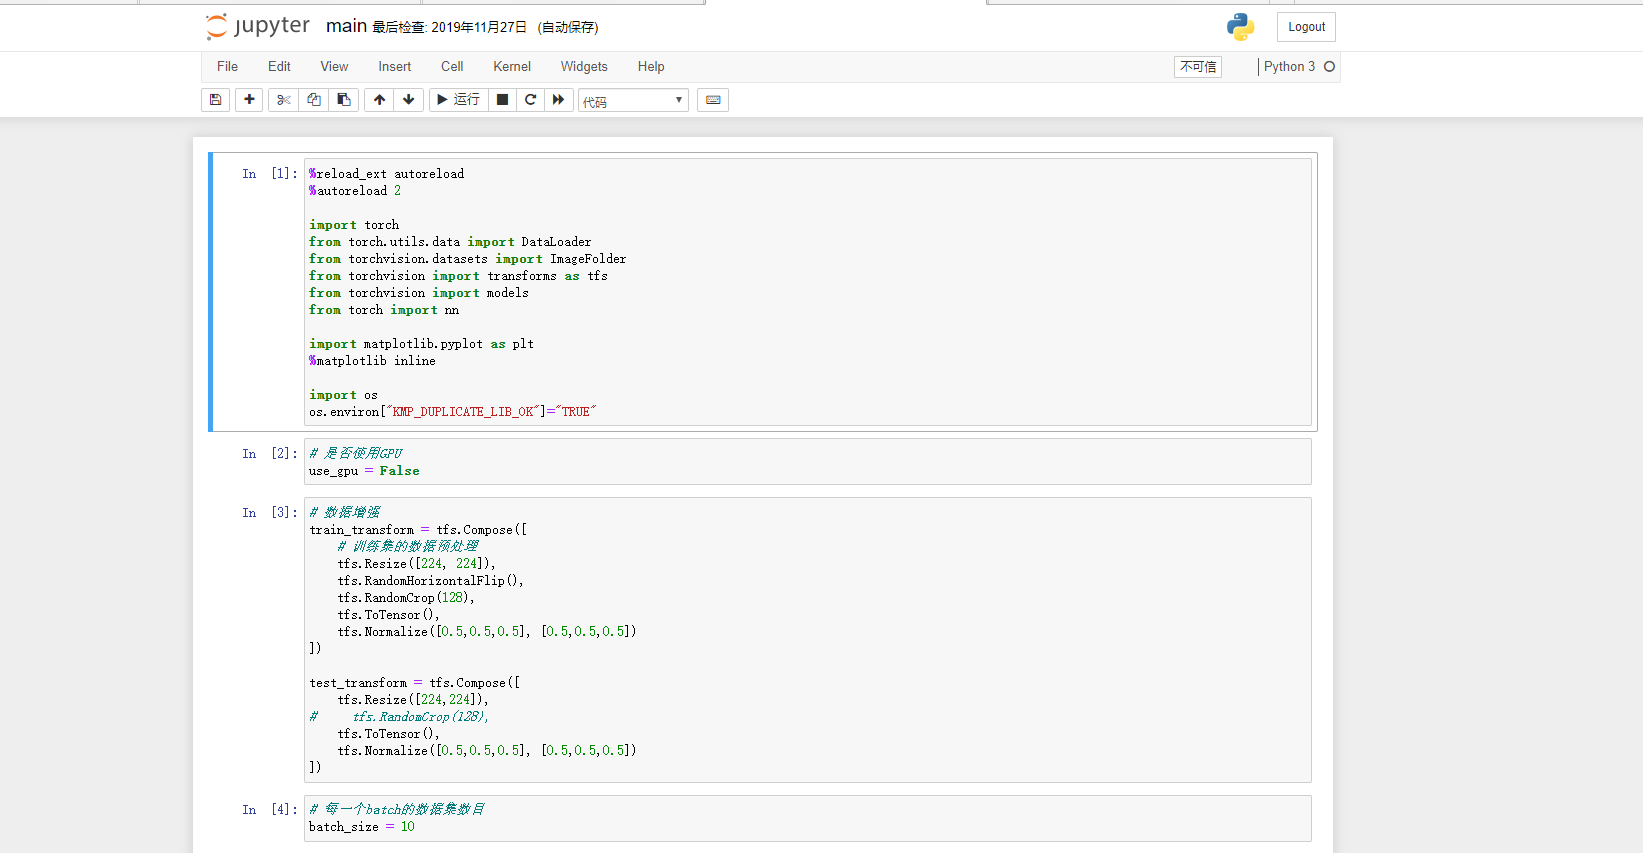 jupyter main 最后检查: 2019年11月27日 (自动保存) Logout
File Edit View Insert Cell Kernel Widgets Help 不可信 Python 3
运行 代码
In [1]:
%reload_ext autoreload
%autoreload 2
import torch
from torch.utils.data import DataLoader
from torchvision.datasets import ImageFolder
from torchvision import transforms as tfs
from torchvision import models
from torch import nn
import matplotlib.pyplot as plt
%matplotlib inline
import os
os.environ["KMP_DUPLICATE_LIB_OK"]="TRUE"
In [2]:
# 是否使用GPU
use_gpu = False
In [3]:
# 数据增强
train_transform = tfs.Compose([
    # 训练集的数据预处理
    tfs.Resize([224, 224]),
    tfs.RandomHorizontalFlip(),
    tfs.RandomCrop(128),
    tfs.ToTensor(),
    tfs.Normalize([0.5,0.5,0.5], [0.5,0.5,0.5])
])
test_transform = tfs.Compose([
    tfs.Resize([224,224]),
#     tfs.RandomCrop(128),
    tfs.ToTensor(),
    tfs.Normalize([0.5,0.5,0.5], [0.5,0.5,0.5])
])
In [4]:
# 每一个batch的数据集数目
batch_size = 10